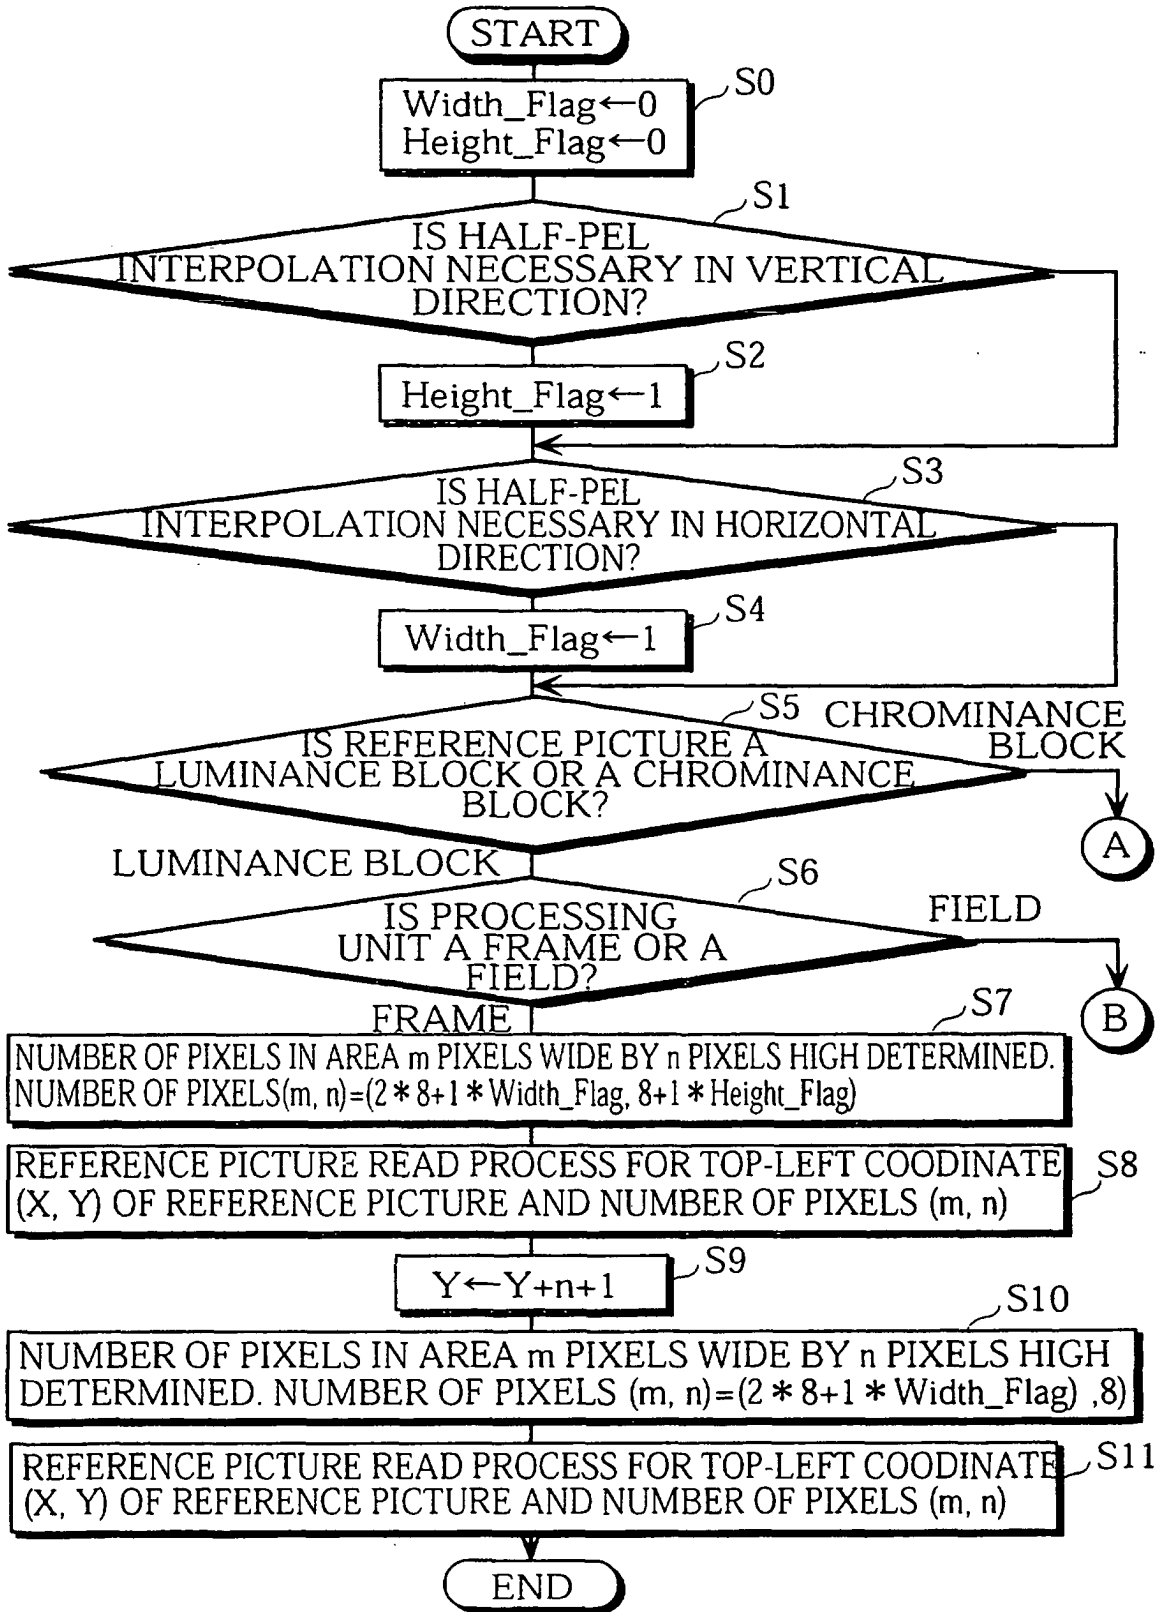 START
S0
Width_Flag←0
Height_Flag←0
S1
IS HALF-PEL
INTERPOLATION NECESSARY IN VERTICAL
DIRECTION?
S2
Height_Flag←1
S3
IS HALF-PEL
INTERPOLATION NECESSARY IN HORIZONTAL
DIRECTION?
S4
Width_Flag←1
S5
CHROMINANCE
BLOCK
IS REFERENCE PICTURE A
LUMINANCE BLOCK OR A CHROMINANCE
BLOCK?
A
LUMINANCE BLOCK
S6
FIELD
IS PROCESSING
UNIT A FRAME OR A
FIELD?
B
FRAME
S7
NUMBER OF PIXELS IN AREA m PIXELS WIDE BY n PIXELS HIGH DETERMINED.
NUMBER OF PIXELS(m, n)=(2*8+1*Width_Flag, 8+1*Height_Flag)
REFERENCE PICTURE READ PROCESS FOR TOP-LEFT COODINATE
(X, Y) OF REFERENCE PICTURE AND NUMBER OF PIXELS (m, n)
S8
Y←Y+n+1
S9
S10
NUMBER OF PIXELS IN AREA m PIXELS WIDE BY n PIXELS HIGH
DETERMINED. NUMBER OF PIXELS (m, n)=(2*8+1*Width_Flag) ,8)
REFERENCE PICTURE READ PROCESS FOR TOP-LEFT COODINATE
(X, Y) OF REFERENCE PICTURE AND NUMBER OF PIXELS (m, n)
S11
END